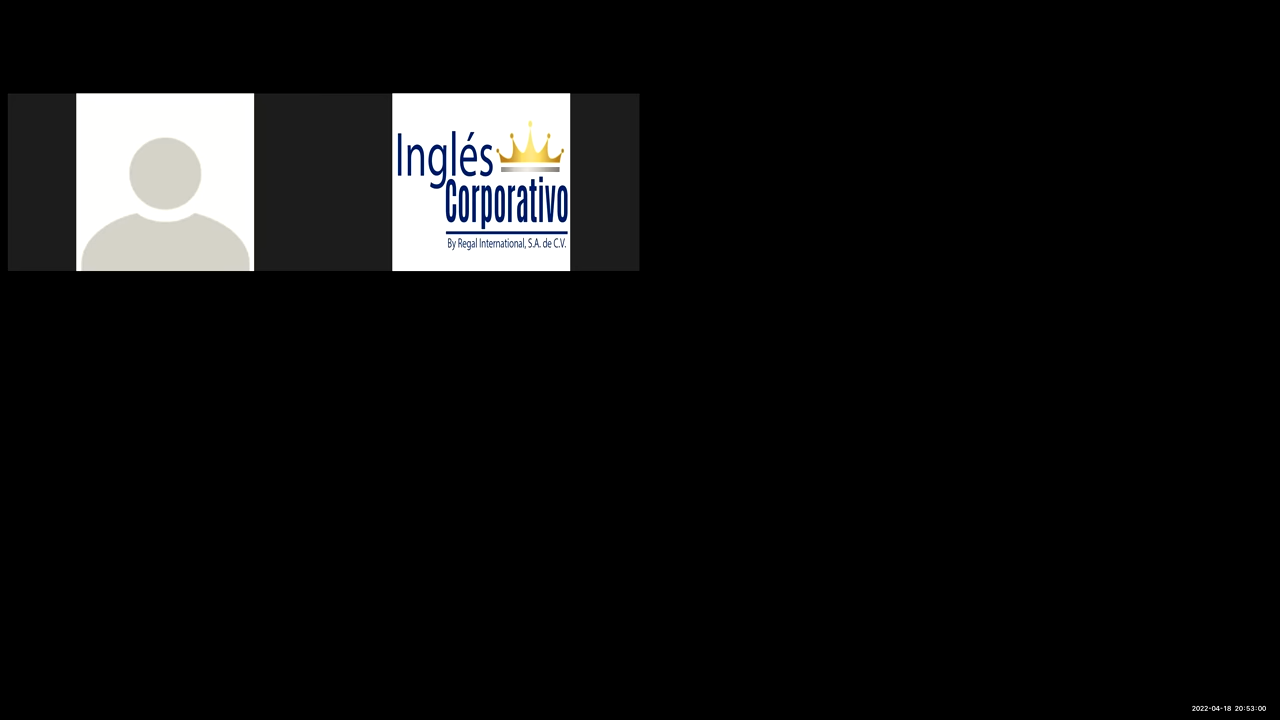 Inglés
Corporativo
By Regal International, S.A. de C.V.
2022-04-18 20:53:00